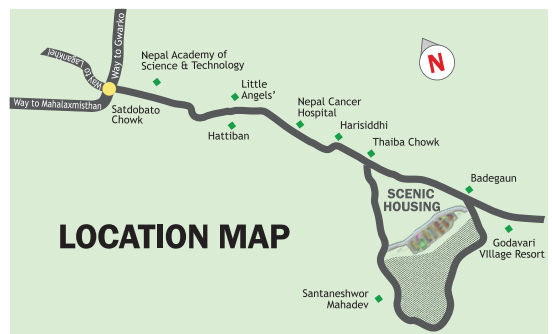 Way to Gwarko
Way to Lagankhel
Way to Mahalaxmisthan
Satdobato
Chowk
Nepal Academy of
Science & Technology
Little
Angels'
Hattiban
Nepal Cancer
Hospital
Harisiddhi
Thaiba Chowk
N
SCENIC
HOUSING
Badegaun
Godavari
VIllage Resort
LOCATION MAP
Santaneshwor
Mahadev